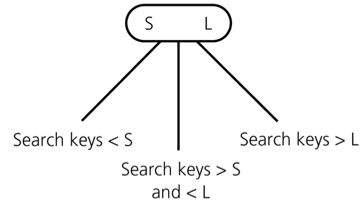 S L
Search keys < S
Search keys > S
and < L
Search keys > L